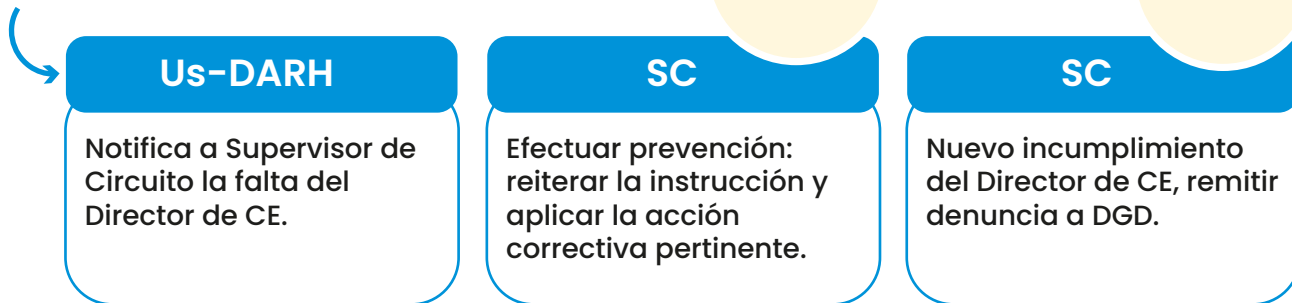 Us-DARH
Notifica a Supervisor de
Circuito la falta del
Director de CE.
SC
Efectuar prevención:
reiterar la instrucción y
aplicar la acción
correctiva pertinente.
SC
Nuevo incumplimiento
del Director de CE, remitir
denuncia a DGD.